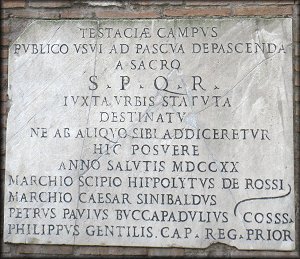 TESTACIÆ CAMPVS
PVBLICO VSVI AD PASCVA DEPASCENDA
A SACRO
S · P · Q · R ·
IVXTA VRBIS STATVTA
DESTINATV
NE AB ALIQVO SIBI ADDICERETVR
HIC POSVERE
ANNO SALVTIS MDCCXX
MARCHIO SCIPIO HIPPOLYTVS DE ROSSI
MARCHIO CAESAR SINIBALDVS
PETRVS PAVLVS BVCCAPADVLIVS COSSS.
PHILIPPVS GENTILIS. CAP. REG. PRIOR